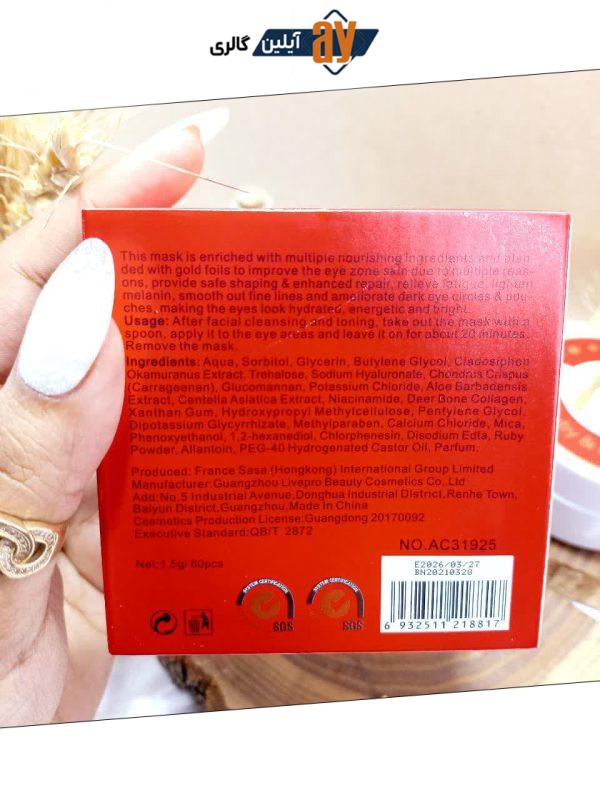 آیلین گالری ay
This mask is enriched with multiple nourishing ingredients and blen-
ded with gold foils to improve the eye zone skin due to multiple reas-
ons, provide safe shaping & enhanced repair, relieve fatigue, lighten
melanin, smooth out fine lines and ameliorate dark eye circles & pou-
ches, making the eyes look hydrated, energetic and bright.
Usage: After facial cleansing and toning, take out the mask with a
spoon, apply it to the eye areas and leave it on for about 20 minutes.
Remove the mask.
Ingredients: Aqua, Sorbitol, Glycerin, Butylene Glycol, Cladosiphon
Okamuranus Extract, Trehalose, Sodium Hyaluronate, Chondrus Crispus
(Carrageenan), Glucomannan, Potassium Chloride, Aloe Barbadensis
Extract, Centella Asiatica Extract, Niacinamide, Deer Bone Collagen,
Xanthan Gum, Hydroxypropyl Methylcellulose, Pentylene Glycol,
Dipotassium Glycyrrhizate, Methylparaben, Calcium Chloride, Mica,
Phenoxyethanol, 1,2-hexanediol, Chlorphenesin, Disodium Edta, Ruby
Powder, Allantoin, PEG-40 Hydrogenated Castor Oil, Parfum.
Produced: France Sasa (Hongkong) International Group Limited
Manufacturer:Guangzhou Livepro Beauty Cosmetics Co,.Ltd
Add:No.5 Industrial Avenue,Donghua Industrial District,Renhe Town,
Baiyun District,Guangzhou,Made In China
Cosmetics Production License:Guangdong 20170092
Executive Standard:QB/T 2872
NO.AC31925
Net:1.5g/ 60pcs
E2026/03/27
BN20210328
SYSTEM CERTIFICATION
SGS
SYSTEM CERTIFICATION
SGS
6 932511 218817